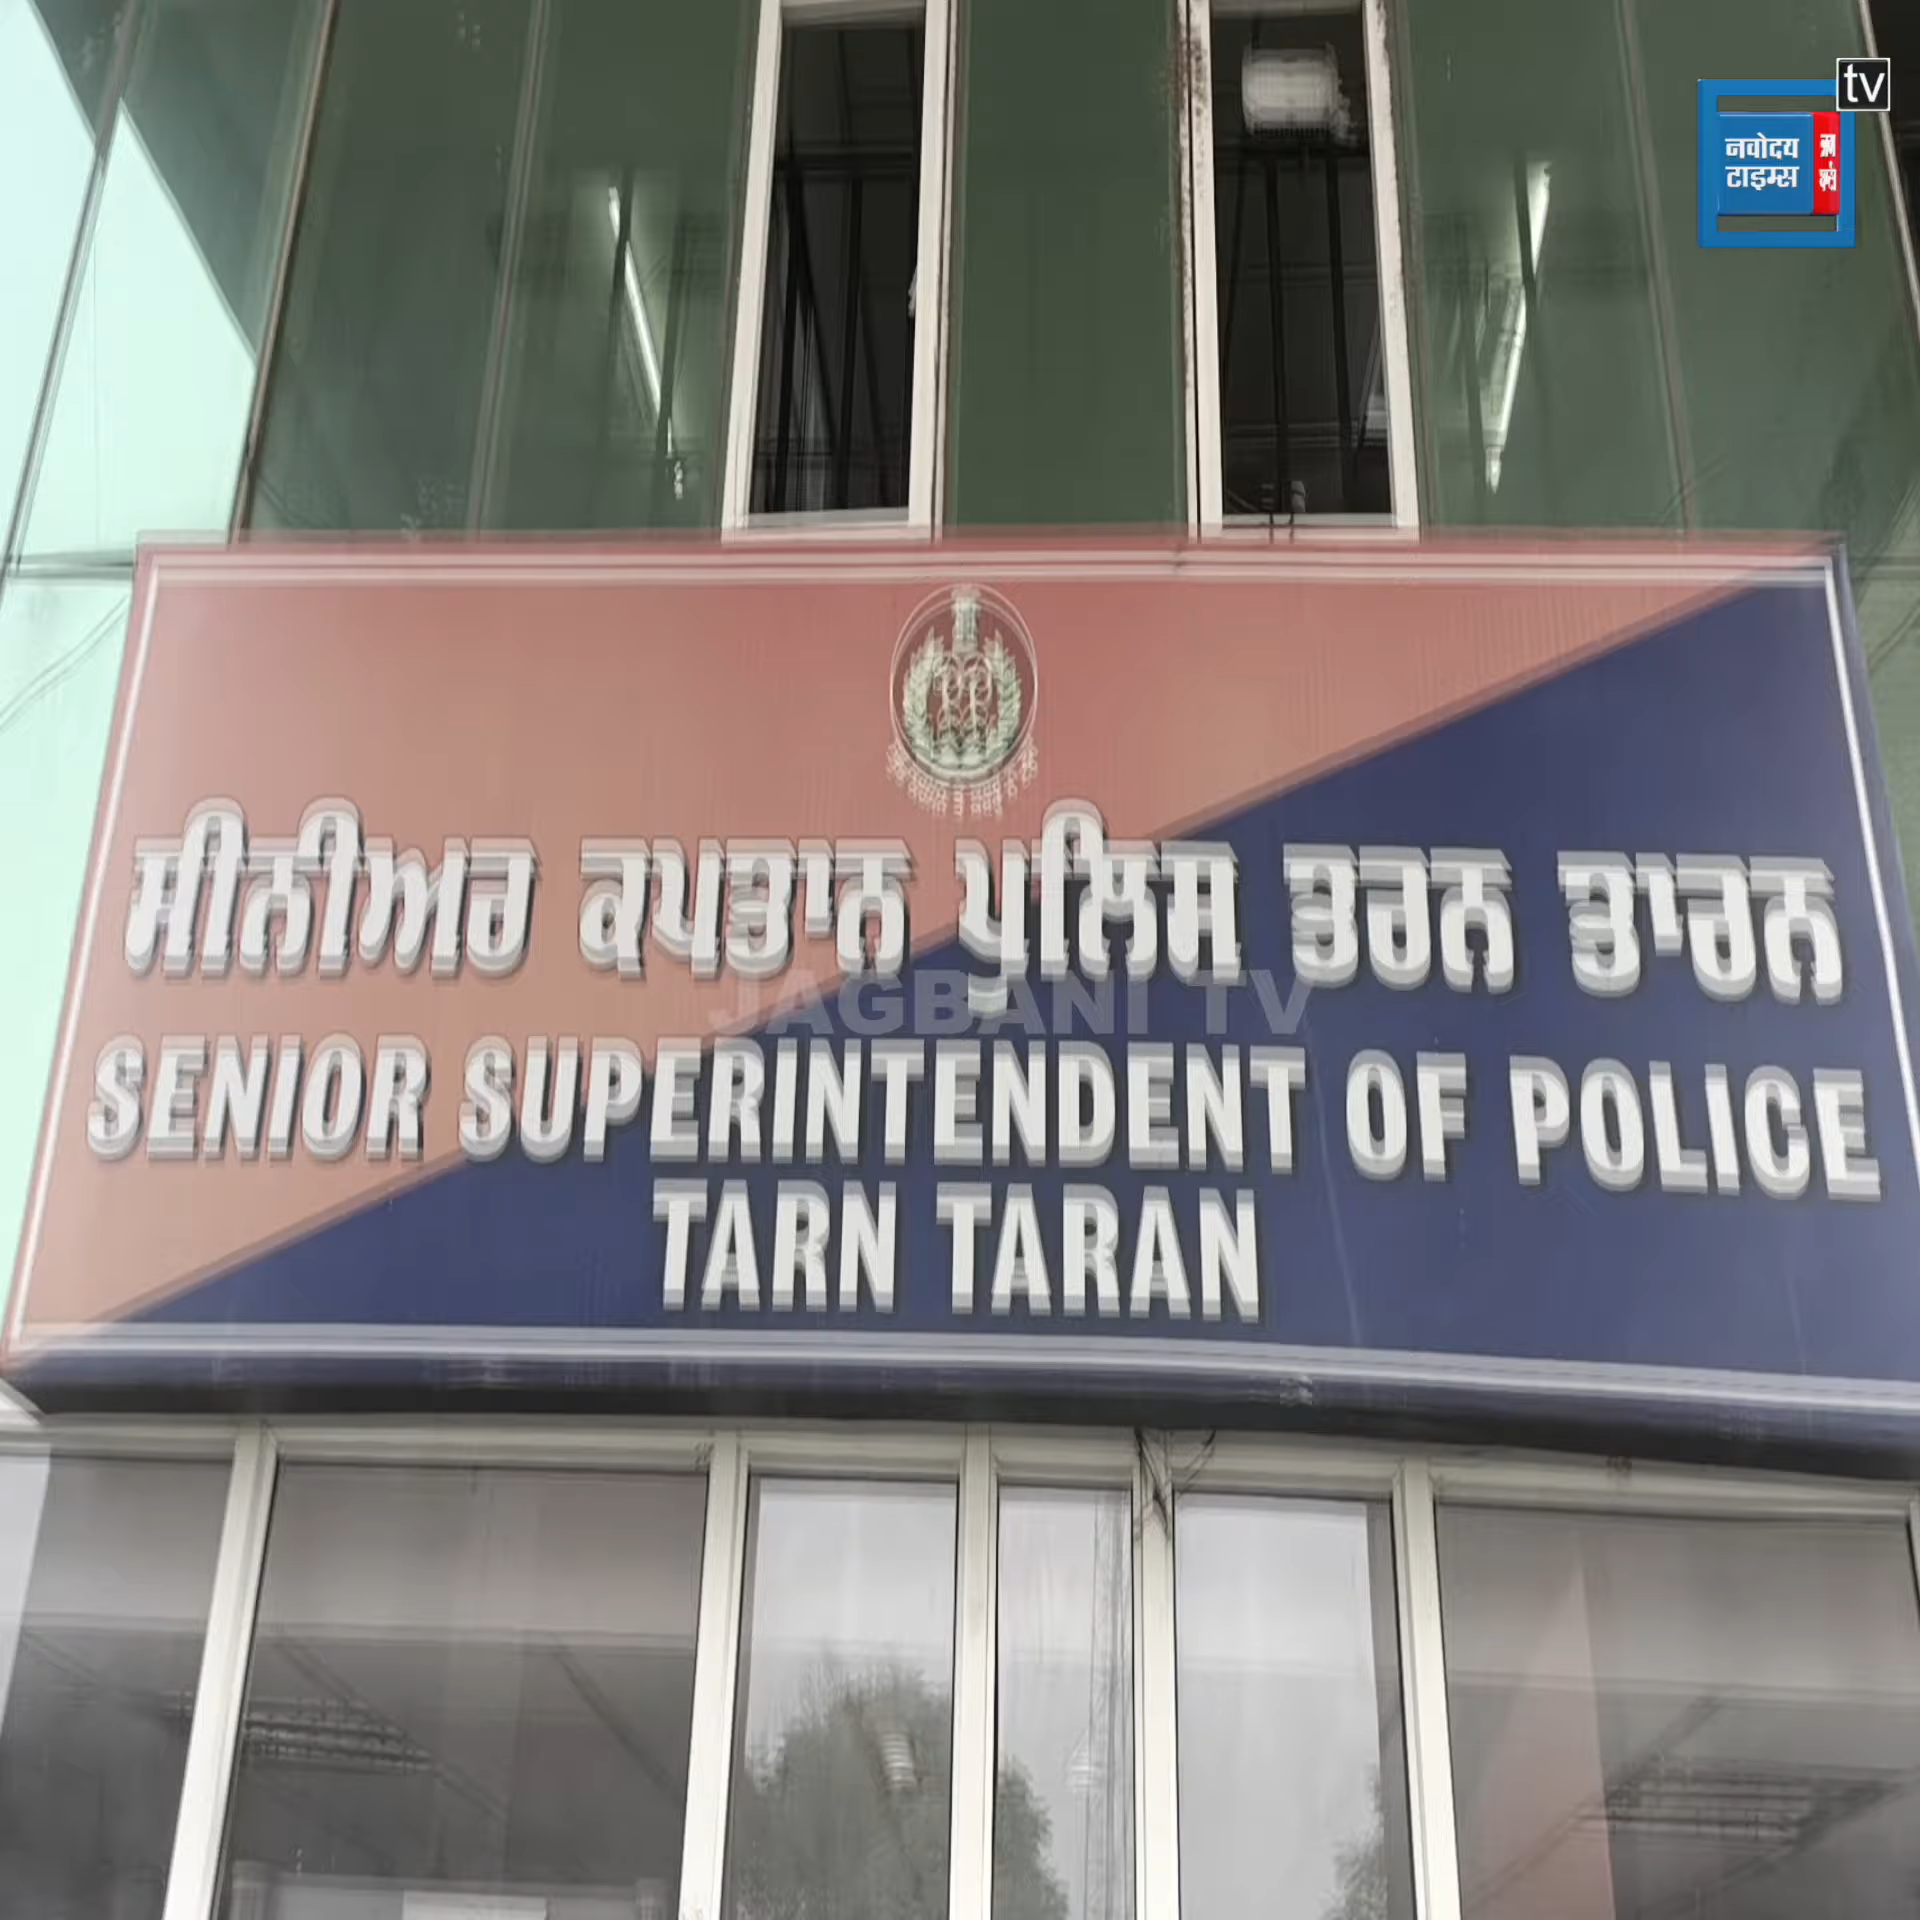 tv
नवोदय
टाइम्स
ਸੀਨੀਅਰ ਕਪਤਾਨ ਪੁਲਿਸ ਤਰਨ ਤਾਰਨ
JAGBANI TV
SENIOR SUPERINTENDENT OF POLICE
TARN TARAN